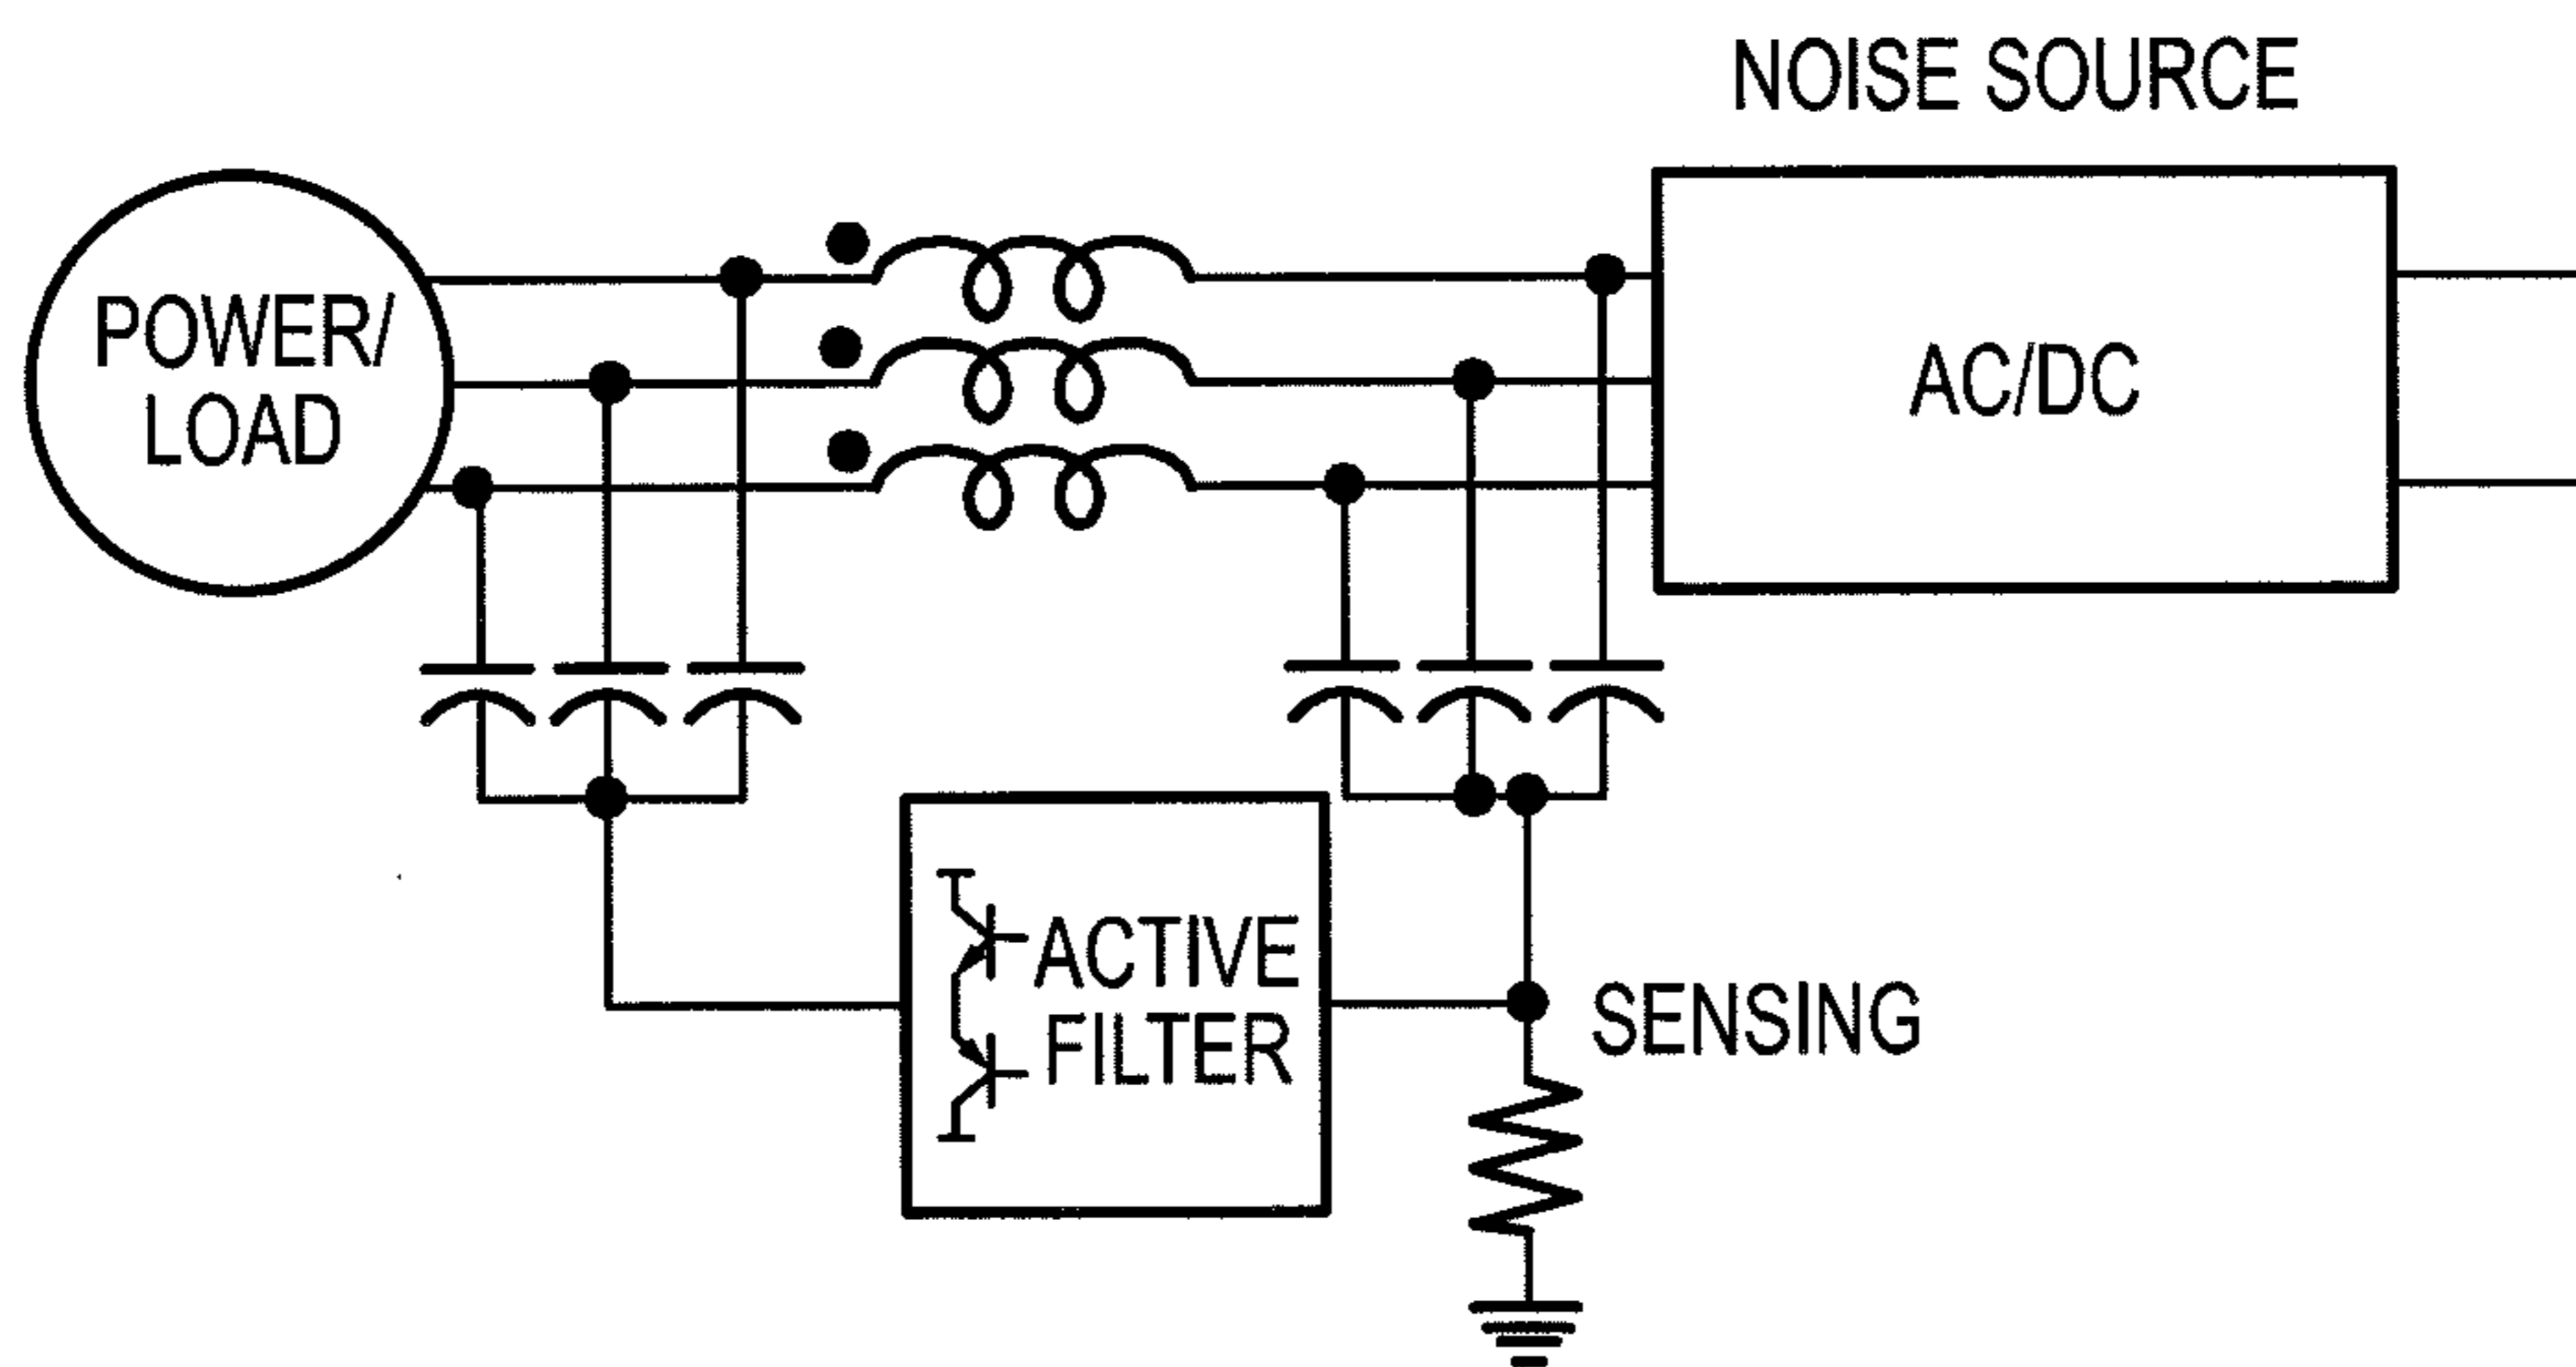 NOISE SOURCE
POWER/
LOAD
AC/DC
ACTIVE
FILTER
SENSING